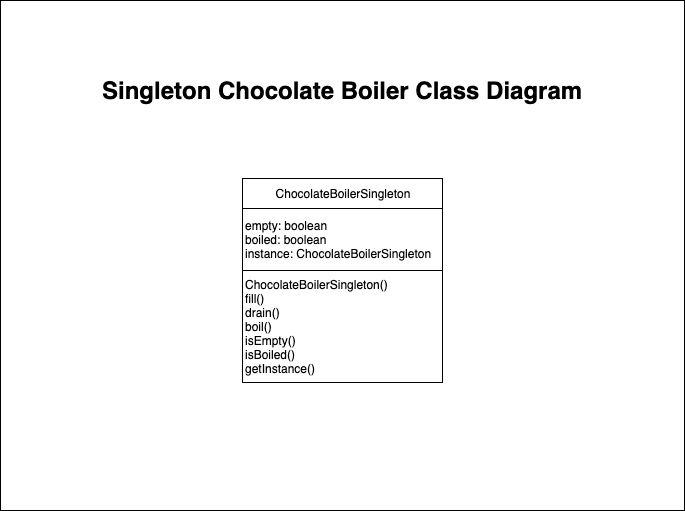 Singleton Chocolate Boiler Class Diagram
ChocolateBoilerSingleton
empty: boolean
boiled: boolean
instance: ChocolateBoilerSingleton
ChocolateBoilerSingleton()
fill()
drain()
boil()
isEmpty()
isBoiled()
getInstance()